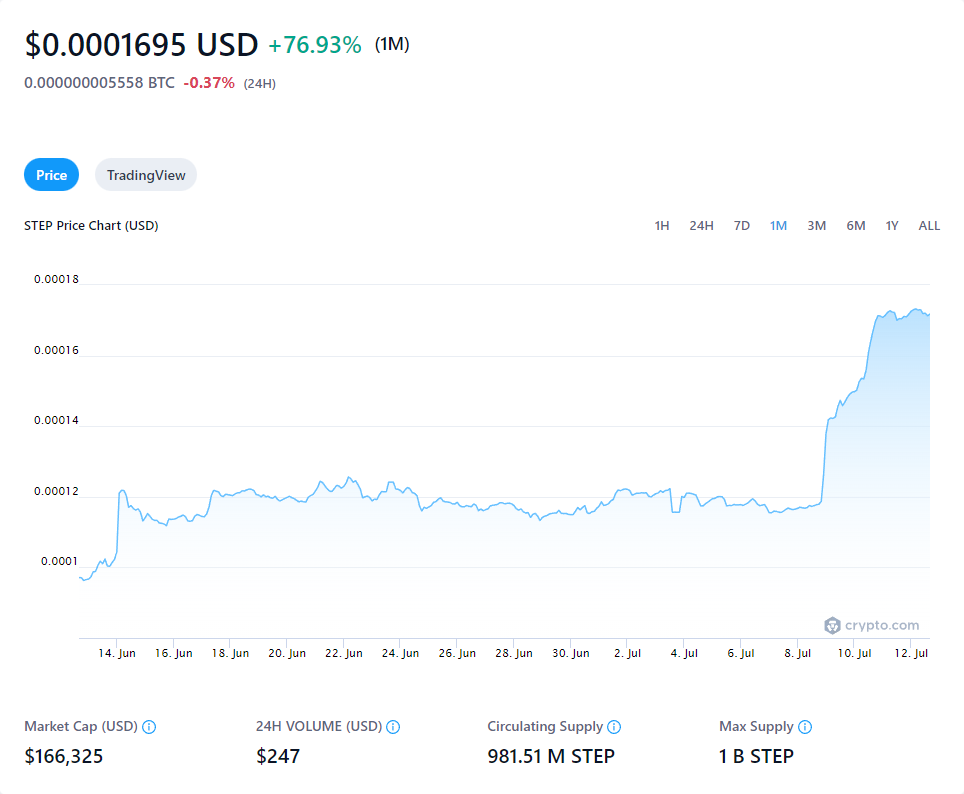 $0.0001695 USD +76.93% (1M)
0.000000005558 BTC -0.37% (24H)
Price TradingView
STEP Price Chart (USD) 1H 24H 7D 1M 3M 6M 1Y ALL
0.00018
0.00016
0.00014
0.00012
0.0001
crypto.com
14. Jun 16. Jun 18. Jun 20. Jun 22. Jun 24. Jun 26. Jun 28. Jun 30. Jun 2. Jul 4. Jul 6. Jul 8. Jul 10. Jul 12. Jul
Market Cap (USD) 24H VOLUME (USD) Circulating Supply Max Supply
$166,325 $247 981.51 M STEP 1 B STEP